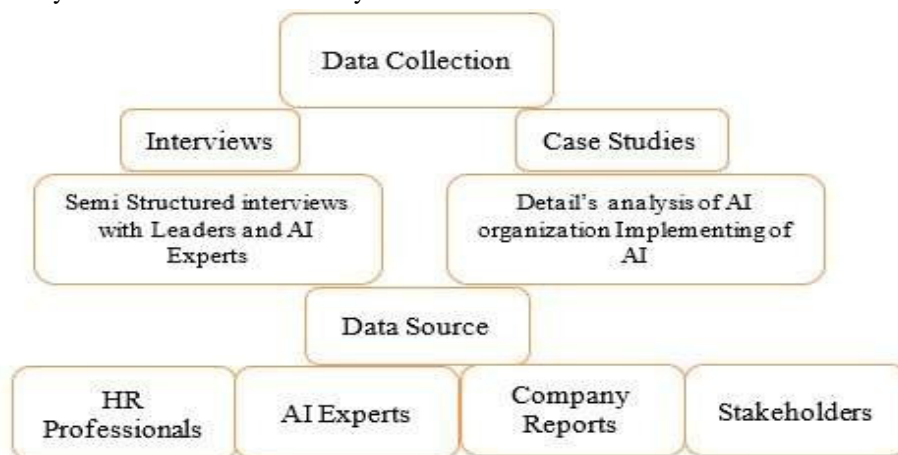 Data Collection
Interviews
Case Studies
Semi Structured interviews
with Leaders and AI
Experts
Detail's analysis of AI
organization Implementing of
AI
Data Source
HR
Professionals
AI Experts
Company
Reports
Stakeholders